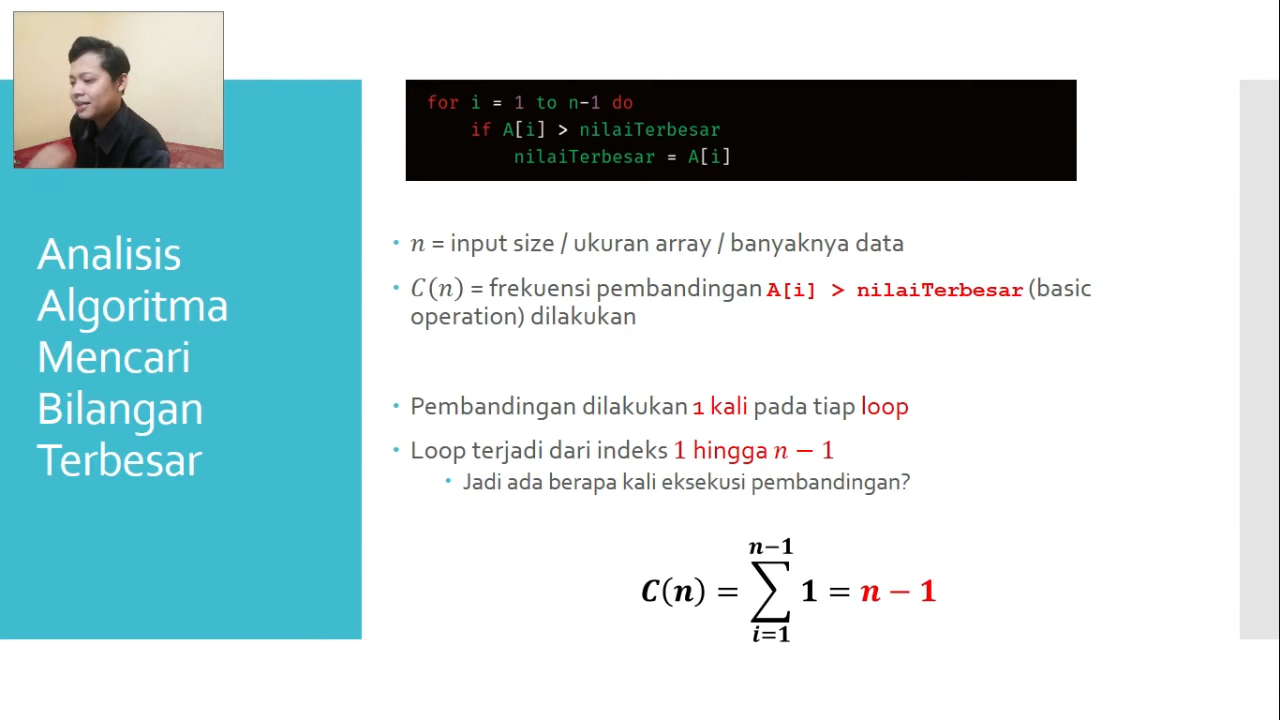 Analisis
Algoritma
Mencari
Bilangan
Terbesar
for i = 1 to n-1 do
if A[i] > nilaiTerbesar
nilaiTerbesar = A[i]
• n = input size / ukuran array / banyaknya data
• C(n) = frekuensi pembandingan A[i] > nilaiTerbesar (basic
operation) dilakukan
• Pembandingan dilakukan 1 kali pada tiap loop
• Loop terjadi dari indeks 1 hingga n − 1
• Jadi ada berapa kali eksekusi pembandingan?
n−1
C(n) = ∑ 1 = n − 1
i=1